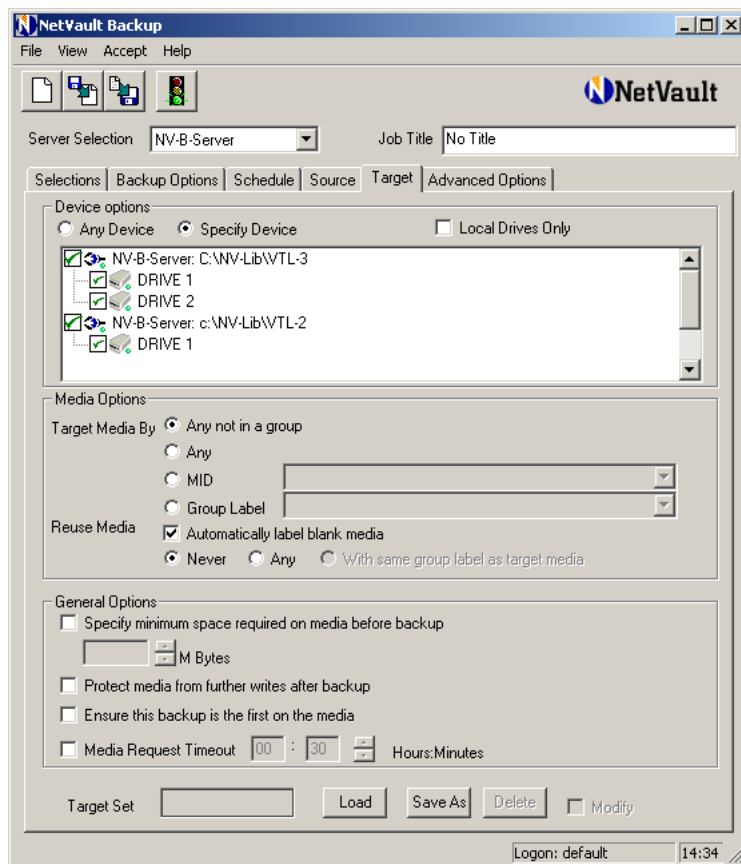 NetVault Backup
File View Accept Help
NetVault
Server Selection NV-B-Server Job Title No Title
Selections Backup Options Schedule Source Target Advanced Options
Device options
Any Device Specify Device Local Drives Only
NV-B-Server: C:\NV-Lib\VTL-3
DRIVE 1
DRIVE 2
NV-B-Server: c:\NV-Lib\VTL-2
DRIVE 1
Media Options
Target Media By Any not in a group
Any
MID
Group Label
Reuse Media Automatically label blank media
Never Any With same group label as target media
General Options
Specify minimum space required on media before backup
M Bytes
Protect media from further writes after backup
Ensure this backup is the first on the media
Media Request Timeout 00 : 30 Hours:Minutes
Target Set Load Save As Delete Modify
Logon: default 14:34